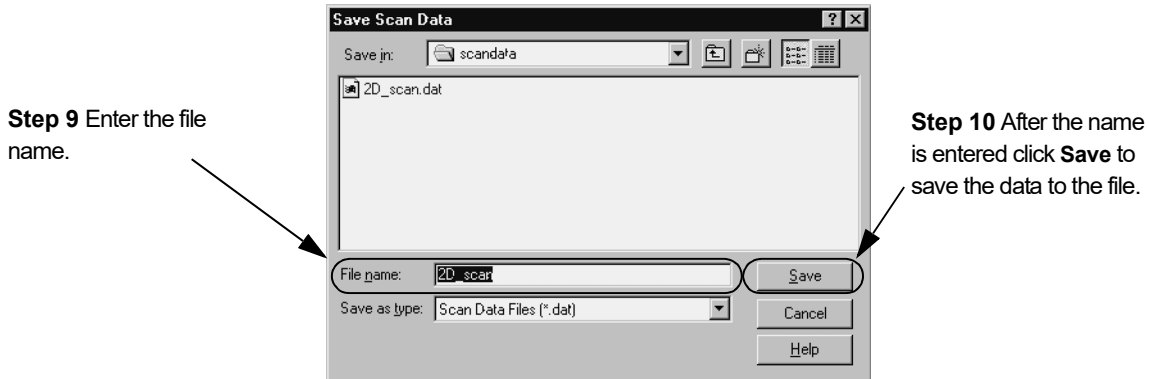 Save Scan Data
Save in: scandata
2D_scan.dat
Step 9 Enter the file
name.
Step 10 After the name
is entered click Save to
save the data to the file.
File name: 2D_scan
Save
Save as type: Scan Data Files (*.dat)
Cancel
Help